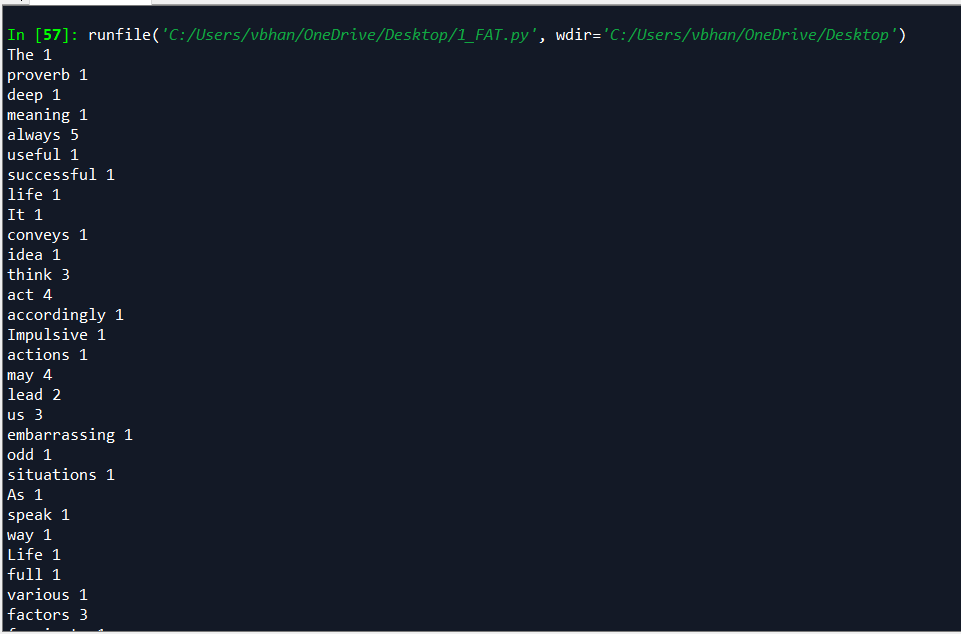 In [57]: runfile('C:/Users/vbhan/OneDrive/Desktop/1_FAT.py', wdir='C:/Users/vbhan/OneDrive/Desktop')
The 1
proverb 1
deep 1
meaning 1
always 5
useful 1
successful 1
life 1
It 1
conveys 1
idea 1
think 3
act 4
accordingly 1
Impulsive 1
actions 1
may 4
lead 2
us 3
embarrassing 1
odd 1
situations 1
As 1
speak 1
way 1
Life 1
full 1
various 1
factors 3